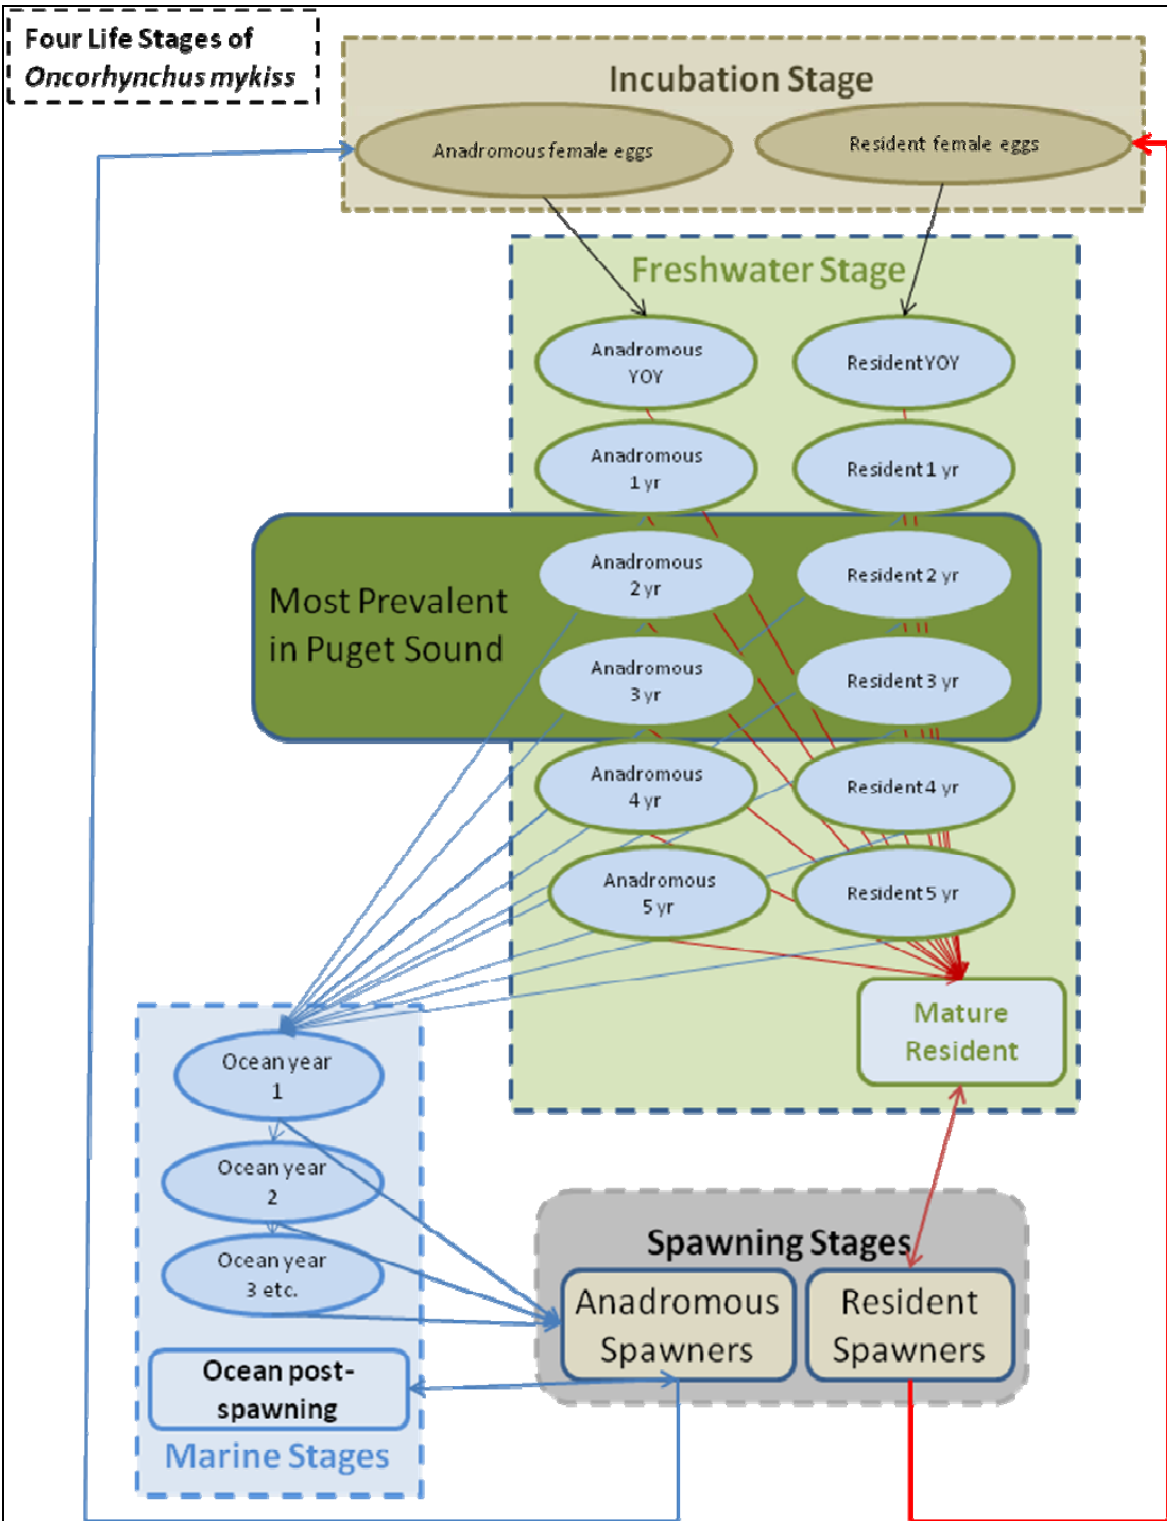 Four Life Stages of
Oncorhynchus mykiss
Incubation Stage
Anadromous female eggs
Resident female eggs
Freshwater Stage
Anadromous
YOY
Resident YOY
Anadromous
1 yr
Resident 1 yr
Most Prevalent
in Puget Sound
Anadromous
2 yr
Resident 2 yr
Anadromous
3 yr
Resident 3 yr
Anadromous
4 yr
Resident 4 yr
Anadromous
5 yr
Resident 5 yr
Mature
Resident
Ocean year
1
Ocean year
2
Ocean year
3 etc.
Ocean post-
spawning
Marine Stages
Spawning Stages
Anadromous
Spawners
Resident
Spawners